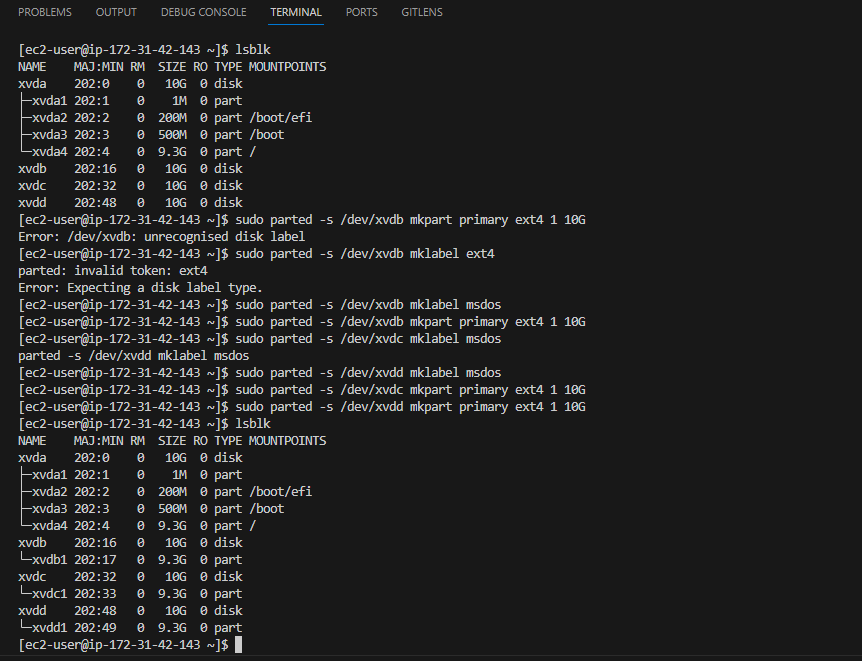 PROBLEMS OUTPUT DEBUG CONSOLE TERMINAL PORTS GITLENS
[ec2-user@ip-172-31-42-143 ~]$ lsblk
NAME    MAJ:MIN RM  SIZE RO TYPE MOUNTPOINTS
xvda    202:0    0   10G  0 disk
├─xvda1 202:1    0    1M  0 part
├─xvda2 202:2    0  200M  0 part /boot/efi
├─xvda3 202:3    0  500M  0 part /boot
└─xvda4 202:4    0  9.3G  0 part /
xvdb    202:16   0   10G  0 disk
xvdc    202:32   0   10G  0 disk
xvdd    202:48   0   10G  0 disk
[ec2-user@ip-172-31-42-143 ~]$ sudo parted -s /dev/xvdb mkpart primary ext4 1 10G
Error: /dev/xvdb: unrecognised disk label
[ec2-user@ip-172-31-42-143 ~]$ sudo parted -s /dev/xvdb mklabel ext4
parted: invalid token: ext4
Error: Expecting a disk label type.
[ec2-user@ip-172-31-42-143 ~]$ sudo parted -s /dev/xvdb mklabel msdos
[ec2-user@ip-172-31-42-143 ~]$ sudo parted -s /dev/xvdb mkpart primary ext4 1 10G
[ec2-user@ip-172-31-42-143 ~]$ sudo parted -s /dev/xvdc mklabel msdos
parted -s /dev/xvdd mklabel msdos
[ec2-user@ip-172-31-42-143 ~]$ sudo parted -s /dev/xvdd mklabel msdos
[ec2-user@ip-172-31-42-143 ~]$ sudo parted -s /dev/xvdc mkpart primary ext4 1 10G
[ec2-user@ip-172-31-42-143 ~]$ sudo parted -s /dev/xvdd mkpart primary ext4 1 10G
[ec2-user@ip-172-31-42-143 ~]$ lsblk
NAME    MAJ:MIN RM  SIZE RO TYPE MOUNTPOINTS
xvda    202:0    0   10G  0 disk
├─xvda1 202:1    0    1M  0 part
├─xvda2 202:2    0  200M  0 part /boot/efi
├─xvda3 202:3    0  500M  0 part /boot
└─xvda4 202:4    0  9.3G  0 part /
xvdb    202:16   0   10G  0 disk
└─xvdb1 202:17   0  9.3G  0 part
xvdc    202:32   0   10G  0 disk
└─xvdc1 202:33   0  9.3G  0 part
xvdd    202:48   0   10G  0 disk
└─xvdd1 202:49   0  9.3G  0 part
[ec2-user@ip-172-31-42-143 ~]$